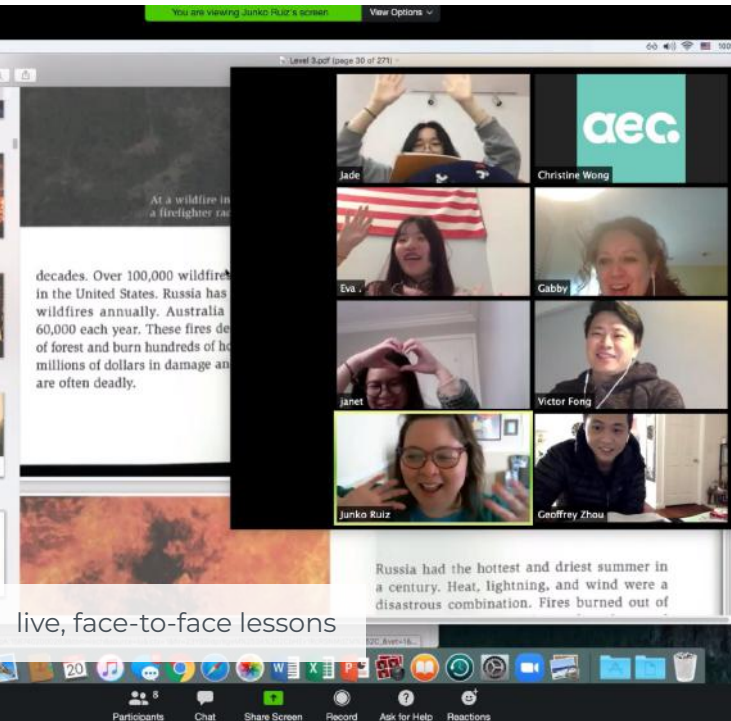 You are viewing Junko Ruiz's screen View Options
100
Level 3.pdf (page 30 of 271)
At a wildfire in
a firefighter
Jade
aec.
Christine Wong
decades. Over 100,000 wildfire
in the United States. Russia has
wildfires annually. Australia
60,000 each year. These fires de
of forest and burn hundreds of ho
millions of dollars in damage an
are often deadly.
Eva .
Gabby
janet
Victor Fong
Junko Ruiz
Geoffrey Zhou
Russia had the hottest and driest summer in
a century. Heat, lightning, and wind were a
disastrous combination. Fires burned out of
live, face-to-face lessons
20
8
Participants Chat Share Screen Record Ask for Help Reactions